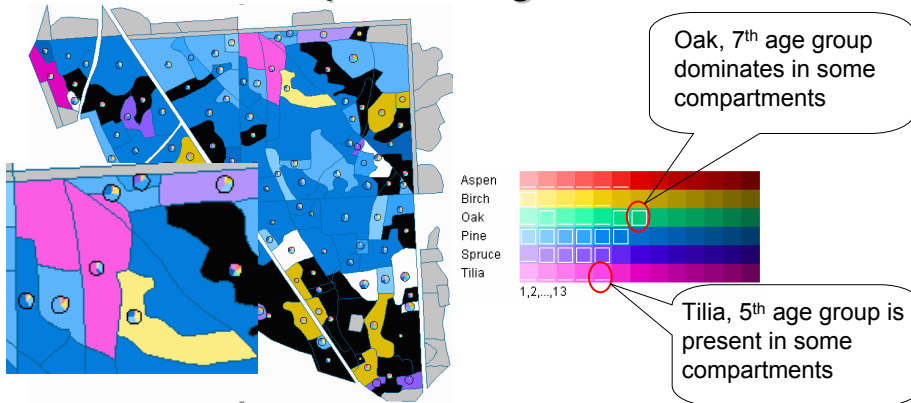 Oak, 7th age group
dominates in some
compartments
Aspen
Birch
Oak
Pine
Spruce
Tilia
1,2,...,13
Tilia, 5th age group is
present in some
compartments